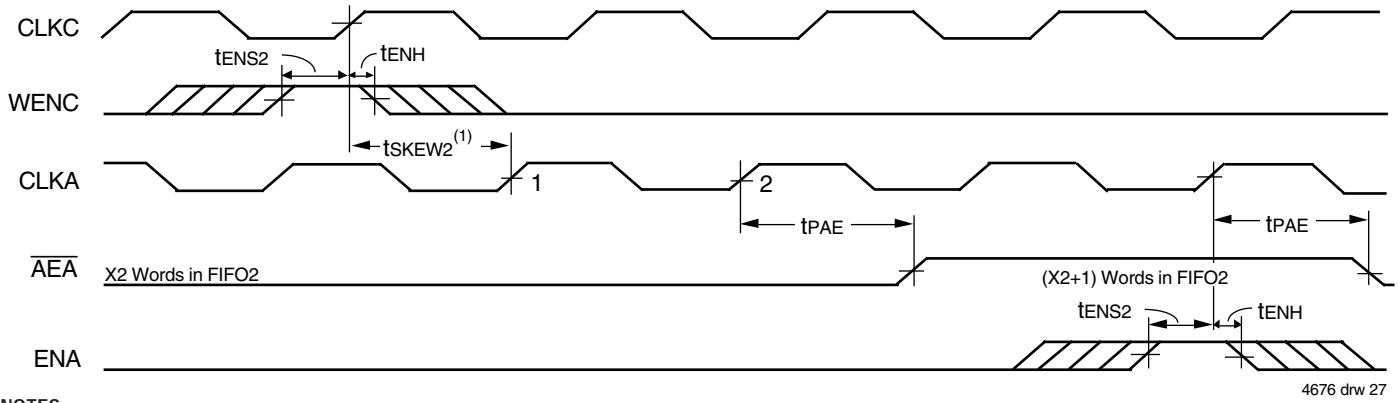 CLKC
tENS2
tENH
WENC
tSKEW2(1)
CLKA
1
2
tPAE
tPAE
AEA
X2 Words in FIFO2
(X2+1) Words in FIFO2
tENS2
tENH
ENA
4676 drw 27